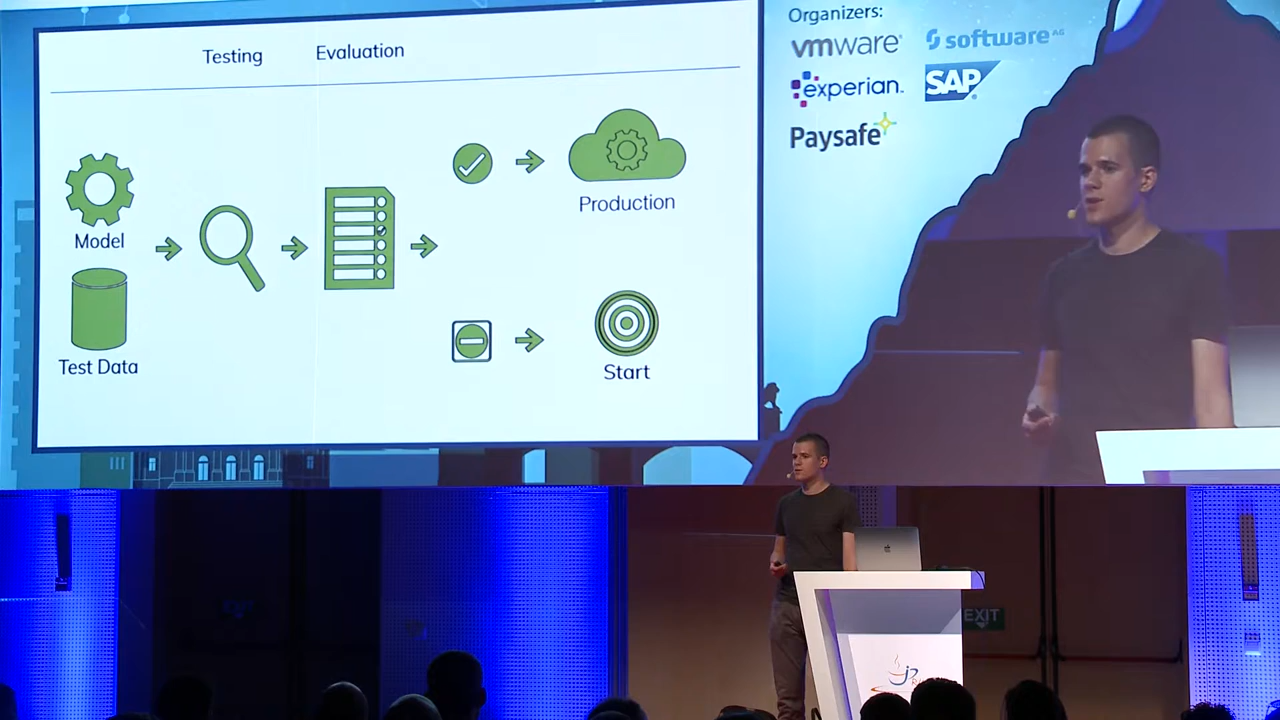 Testing
Evaluation
Model
Test Data
Production
Start
Organizers:
vmware
software AG
experian.
SAP
Paysafe
EXIT